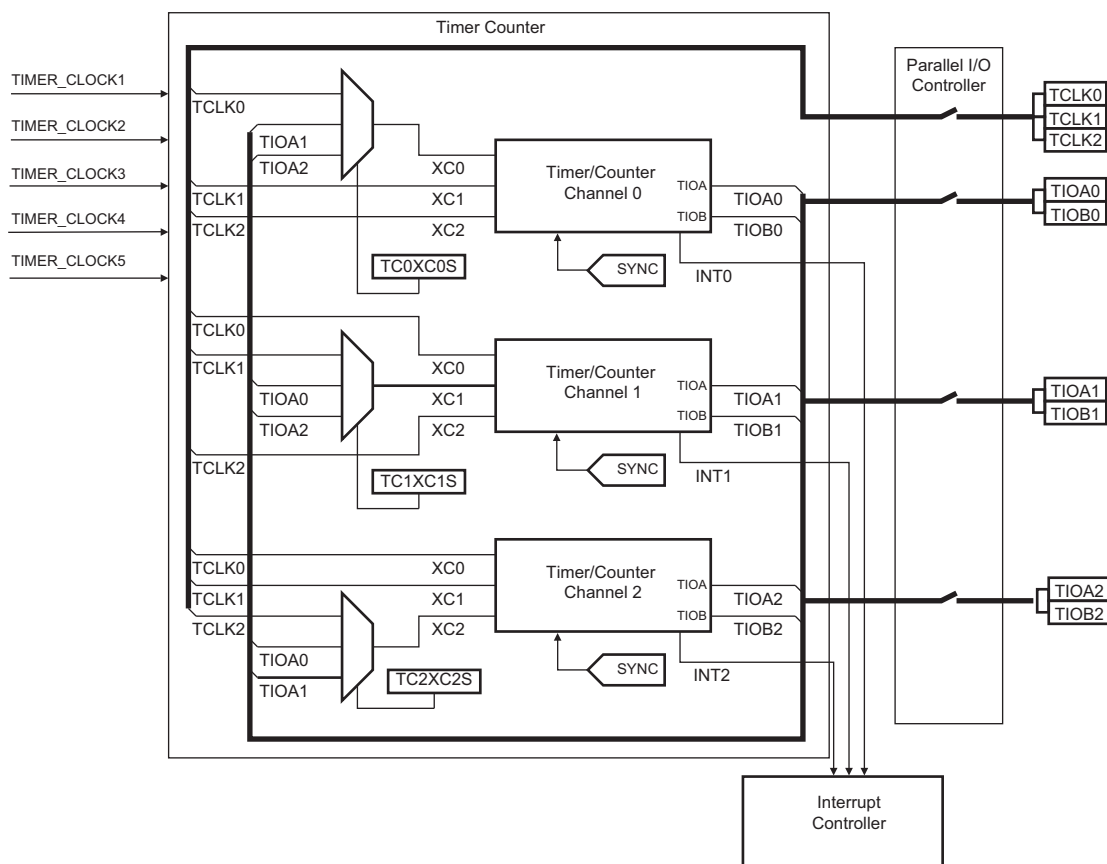 Timer Counter
TIMER_CLOCK1
TIMER_CLOCK2
TIMER_CLOCK3
TIMER_CLOCK4
TIMER_CLOCK5
TCLK0
TIOA1
TIOA2
TCLK1
TCLK2
XC0
XC1
XC2
TC0XC0S
Timer/Counter
Channel 0
TIOA
TIOB
TIOA0
TIOB0
SYNC
INT0
TCLK0
TCLK1
TIOA0
TIOA2
TCLK2
XC0
XC1
XC2
TC1XC1S
Timer/Counter
Channel 1
TIOA
TIOB
TIOA1
TIOB1
SYNC
INT1
TCLK0
TCLK1
TCLK2
TIOA0
TIOA1
XC0
XC1
XC2
TC2XC2S
Timer/Counter
Channel 2
TIOA
TIOB
TIOA2
TIOB2
SYNC
INT2
Parallel I/O
Controller
TCLK0
TCLK1
TCLK2
TIOA0
TIOB0
TIOA1
TIOB1
TIOA2
TIOB2
Interrupt
Controller